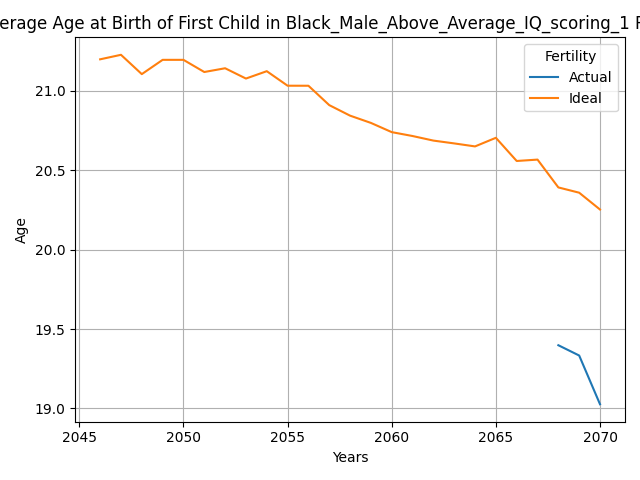 erage Age at Birth of First Child in Black_Male_Above_Average_IQ_scoring_1
Fertility
Actual
Ideal
21.0
20.5
20.0
19.5
19.0
Age
2045 2050 2055 2060 2065 2070
Years